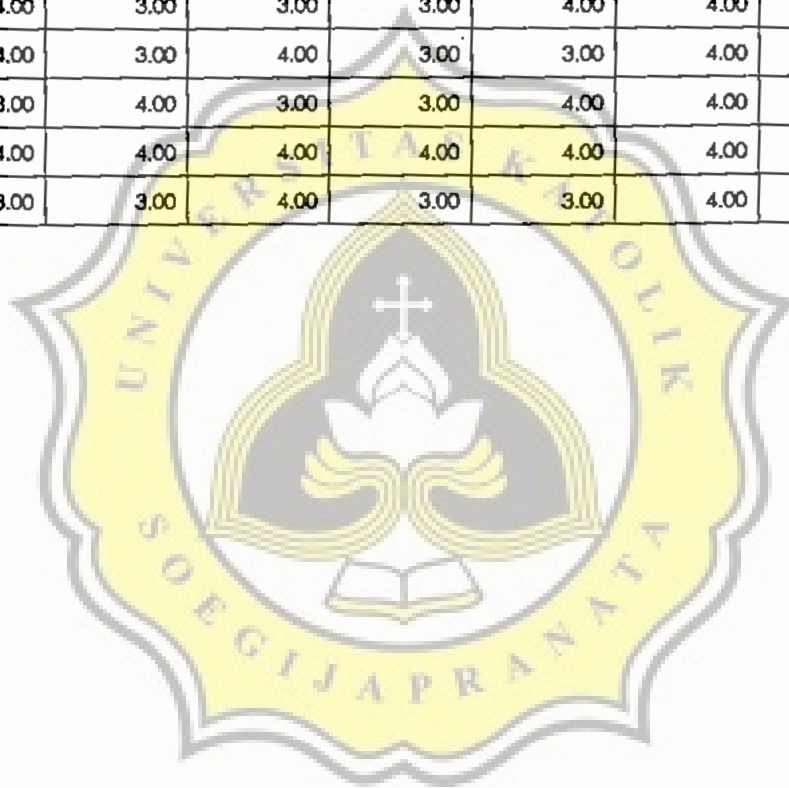 4.00 3.00 3.00 3.00 4.00 4.00
4.00 3.00 4.00 3.00 3.00 4.00
3.00 4.00 3.00 3.00 4.00 4.00
4.00 4.00 4.00 4.00 4.00 4.00
3.00 3.00 4.00 3.00 3.00 4.00
UNIVERSITAS KATOLIK
SOEGIJAPRANATA